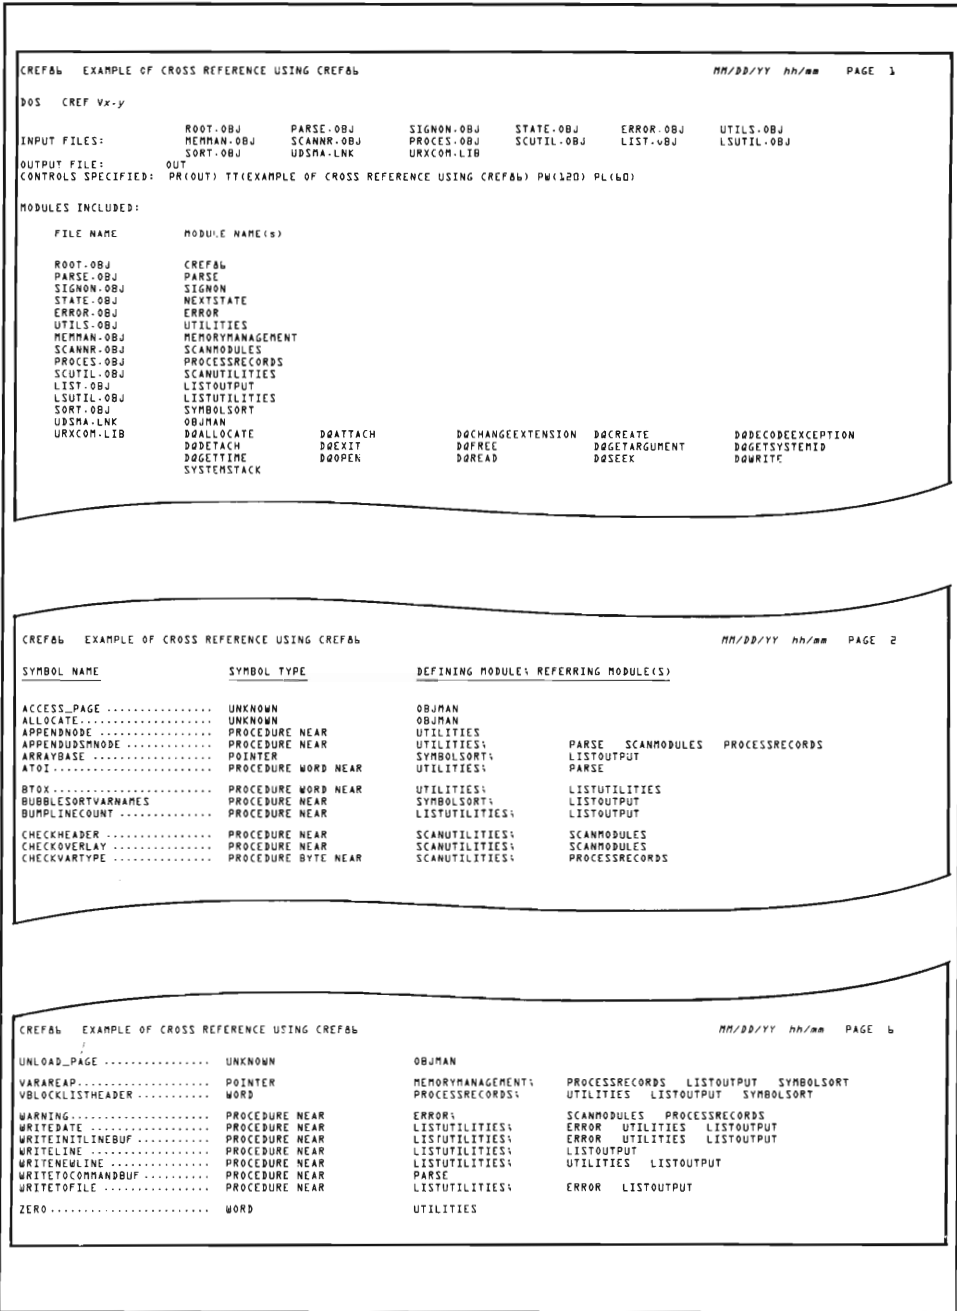 CREF86 EXAMPLE OF CROSS REFERENCE USING CREF86 MM/DD/YY hh/mm PAGE 1
DOS CREF Vx.y
ROOT.OBJ PARSE.OBJ SIGNON.OBJ STATE.OBJ ERROR.OBJ UTILS.OBJ
INPUT FILES: MEMMAN.OBJ SCANNR.OBJ PROCES.OBJ SCUTIL.OBJ LIST.OBJ LSUTIL.OBJ
SORT.OBJ UDSMA.LNK URXCOM.LIB
OUTPUT FILE: OUT
CONTROLS SPECIFIED: PR(OUT) TT(EXAMPLE OF CROSS REFERENCE USING CREF86) PW(120) PL(60)
MODULES INCLUDED:
FILE NAME MODULE NAME(s)
ROOT.OBJ CREF86
PARSE.OBJ PARSE
SIGNON.OBJ SIGNON
STATE.OBJ NEXTSTATE
ERROR.OBJ ERROR
UTILS.OBJ UTILITIES
MEMMAN.OBJ MEMORYMANAGEMENT
SCANNR.OBJ SCANMODULES
PROCES.OBJ PROCESSRECORDS
SCUTIL.OBJ SCANUTILITIES
LIST.OBJ LISTOUTPUT
LSUTIL.OBJ LISTUTILITIES
SORT.OBJ SYMBOLSORT
UDSMA.LNK OBJMAN
URXCOM.LIB DQALLOCATE DQATTACH DQCHANGEEXTENSION DQCREATE DQDECODEEXCEPTION
DQDETACH DQEXIT DQFREE DQGETARGUMENT DQGETSYSTEMID
DQGETTIME DQOPEN DQREAD DQSEEK DQWRITE
SYSTEMSTACK
CREF86 EXAMPLE OF CROSS REFERENCE USING CREF86 MM/DD/YY hh/mm PAGE 2
SYMBOL NAME SYMBOL TYPE DEFINING MODULE; REFERRING MODULE(S)
ACCESS_PAGE ................ UNKNOWN OBJMAN
ALLOCATE.................... UNKNOWN OBJMAN
APPENDNODE ................. PROCEDURE NEAR UTILITIES
APPENDUDSMNODE ............. PROCEDURE NEAR UTILITIES; PARSE SCANMODULES PROCESSRECORDS
ARRAYBASE .................. POINTER SYMBOLSORT; LISTOUTPUT
ATOI........................ PROCEDURE WORD NEAR UTILITIES; PARSE
BTOX........................ PROCEDURE WORD NEAR UTILITIES; LISTUTILITIES
BUBBLESORTVARNAMES PROCEDURE NEAR SYMBOLSORT; LISTOUTPUT
BUMPLINECOUNT .............. PROCEDURE NEAR LISTUTILITIES; LISTOUTPUT
CHECKHEADER ................ PROCEDURE NEAR SCANUTILITIES; SCANMODULES
CHECKOVERLAY ............... PROCEDURE NEAR SCANUTILITIES; SCANMODULES
CHECKVARTYPE ............... PROCEDURE BYTE NEAR SCANUTILITIES; PROCESSRECORDS
CREF86 EXAMPLE OF CROSS REFERENCE USING CREF86 MM/DD/YY hh/mm PAGE 6
UNLOAD_PAGE ................ UNKNOWN OBJMAN
VARAREAP.................... POINTER MEMORYMANAGEMENT; PROCESSRECORDS LISTOUTPUT SYMBOLSORT
VBLOCKLISTHEADER ........... WORD PROCESSRECORDS; UTILITIES LISTOUTPUT SYMBOLSORT
WARNING..................... PROCEDURE NEAR ERROR; SCANMODULES PROCESSRECORDS
WRITEDATE .................. PROCEDURE NEAR LISTUTILITIES; ERROR UTILITIES LISTOUTPUT
WRITEINITLINEBUF ........... PROCEDURE NEAR LISTUTILITIES; ERROR UTILITIES LISTOUTPUT
WRITELINE .................. PROCEDURE NEAR LISTUTILITIES; LISTOUTPUT
WRITENEWLINE ............... PROCEDURE NEAR LISTUTILITIES; UTILITIES LISTOUTPUT
WRITETOCOMMANDBUF .......... PROCEDURE NEAR PARSE
WRITETOFILE ................ PROCEDURE NEAR LISTUTILITIES; ERROR LISTOUTPUT
ZERO........................ WORD UTILITIES